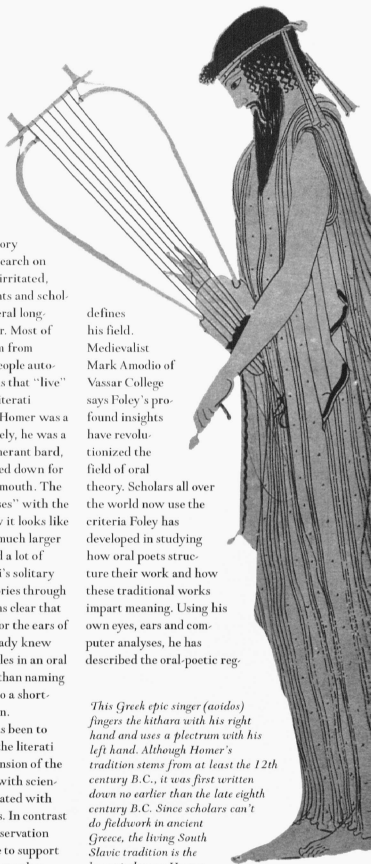 ory
earch on
irritated,
nts and schol-
eral long-
r. Most of
n from
eople auto-
s that "live"
iterati
Homer was a
ely, he was a
nerant bard,
ed down for
mouth. The
ses" with the
y it looks like
much larger
d a lot of
i's solitary
ories through
as clear that
or the ears of
ady knew
les in an oral
than naming
o a short-
n.
s been to
he literati
nsion of the
with scien-
ated with
s. In contrast
servation
e to support
defines
his field.
Medievalist
Mark Amodio of
Vassar College
says Foley's pro-
found insights
have revolu-
tionized the
field of oral
theory. Scholars all over
the world now use the
criteria Foley has
developed in studying
how oral poets struc-
ture their work and how
these traditional works
impart meaning. Using his
own eyes, ears and com-
puter analyses, he has
described the oral-poetic reg-
This Greek epic singer (aoidos)
fingers the kithara with his right
hand and uses a plectrum with his
left hand. Although Homer's
tradition stems from at least the 12th
century B.C., it was first written
down no earlier than the late eighth
century B.C. Since scholars can't
do fieldwork in ancient
Greece, the living South
Slavic tradition is the